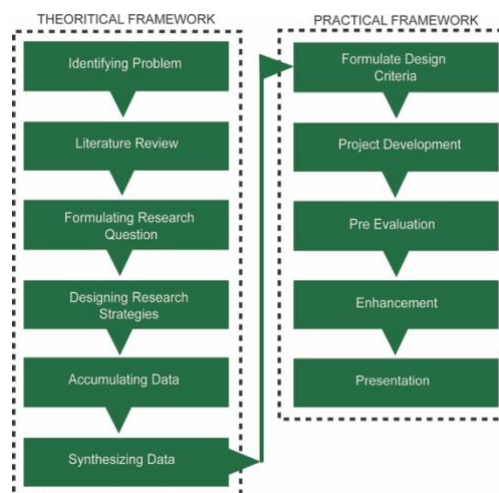 THEORITICAL FRAMEWORK
Identifying Problem
Literature Review
Formulating Research
Question
Designing Research
Strategies
Accumulating Data
Synthesizing Data
PRACTICAL FRAMEWORK
Formulate Design
Criteria
Project Development
Pre Evaluation
Enhancement
Presentation